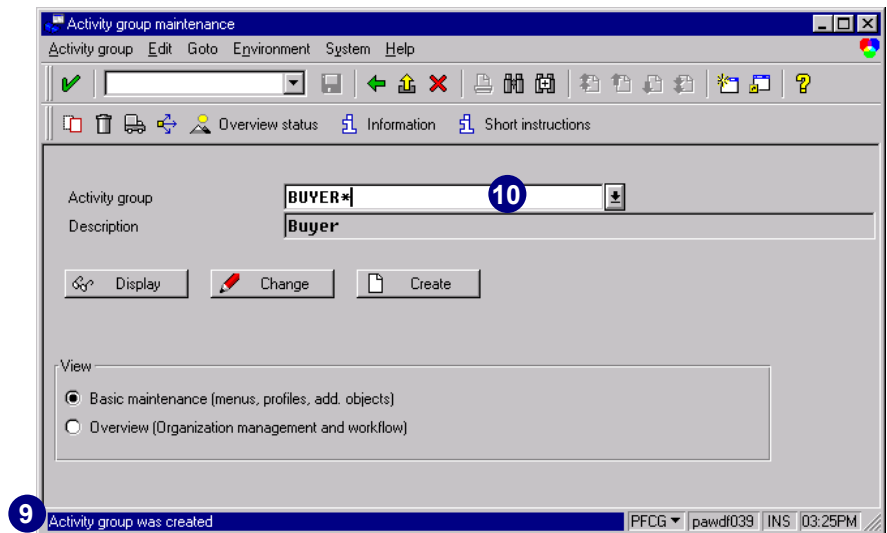 Activity group maintenance
Activity group Edit Goto Environment System Help
Overview status Information Short instructions
Activity group BUYER* 10
Description Buyer
Display Change Create
View
Basic maintenance (menus, profiles, add. objects)
Overview (Organization management and workflow)
9 Activity group was created PFCG pawdf039 INS 03:25PM